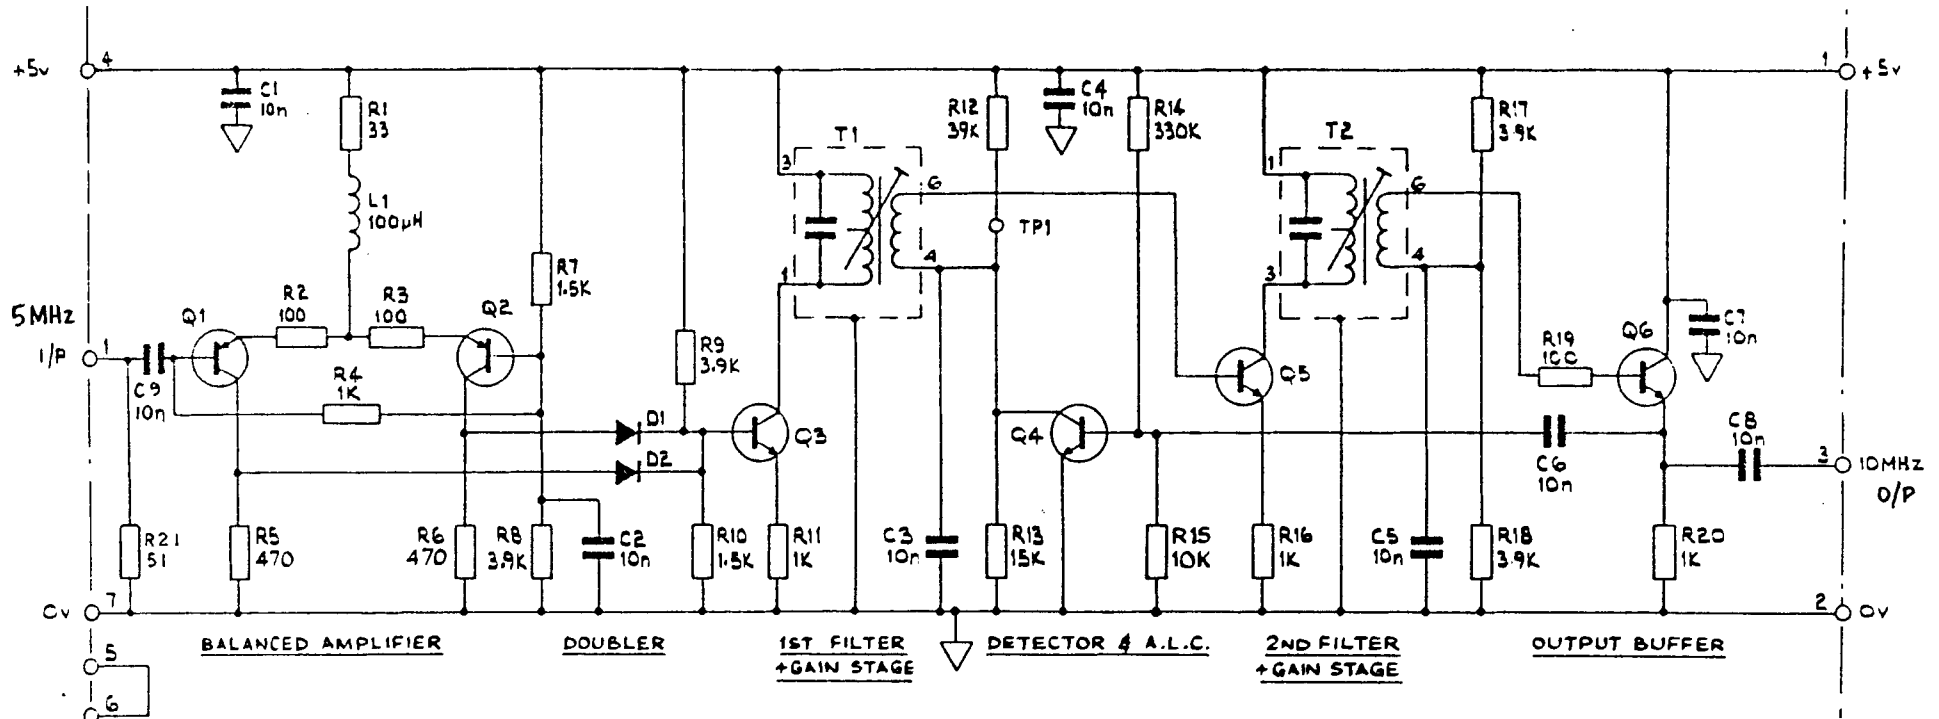 +5v
4
C1
10n
R1
33
L1
100µH
R7
1.5K
R2
100
R3
100
Q1
Q2
5MHz
I/P
1
C9
10n
R4
1K
R9
3.9K
D1
D2
Q3
R21
51
R5
470
R6
470
R8
3.9K
C2
10n
R10
1.5K
R11
1K
0v
7
5
6
T1
3
1
6
4
R12
39K
TP1
C4
10n
R14
330K
Q4
C3
10n
R13
15K
R15
10K
T2
1
3
6
4
Q5
R16
1K
C5
10n
R17
3.9K
R18
3.9K
R19
100
Q6
C7
10n
C6
10n
C8
10n
R20
1K
1
+5v
3
10MHz
O/P
2
0v
BALANCED AMPLIFIER
DOUBLER
1ST FILTER
+GAIN STAGE
DETECTOR & A.L.C.
2ND FILTER
+GAIN STAGE
OUTPUT BUFFER